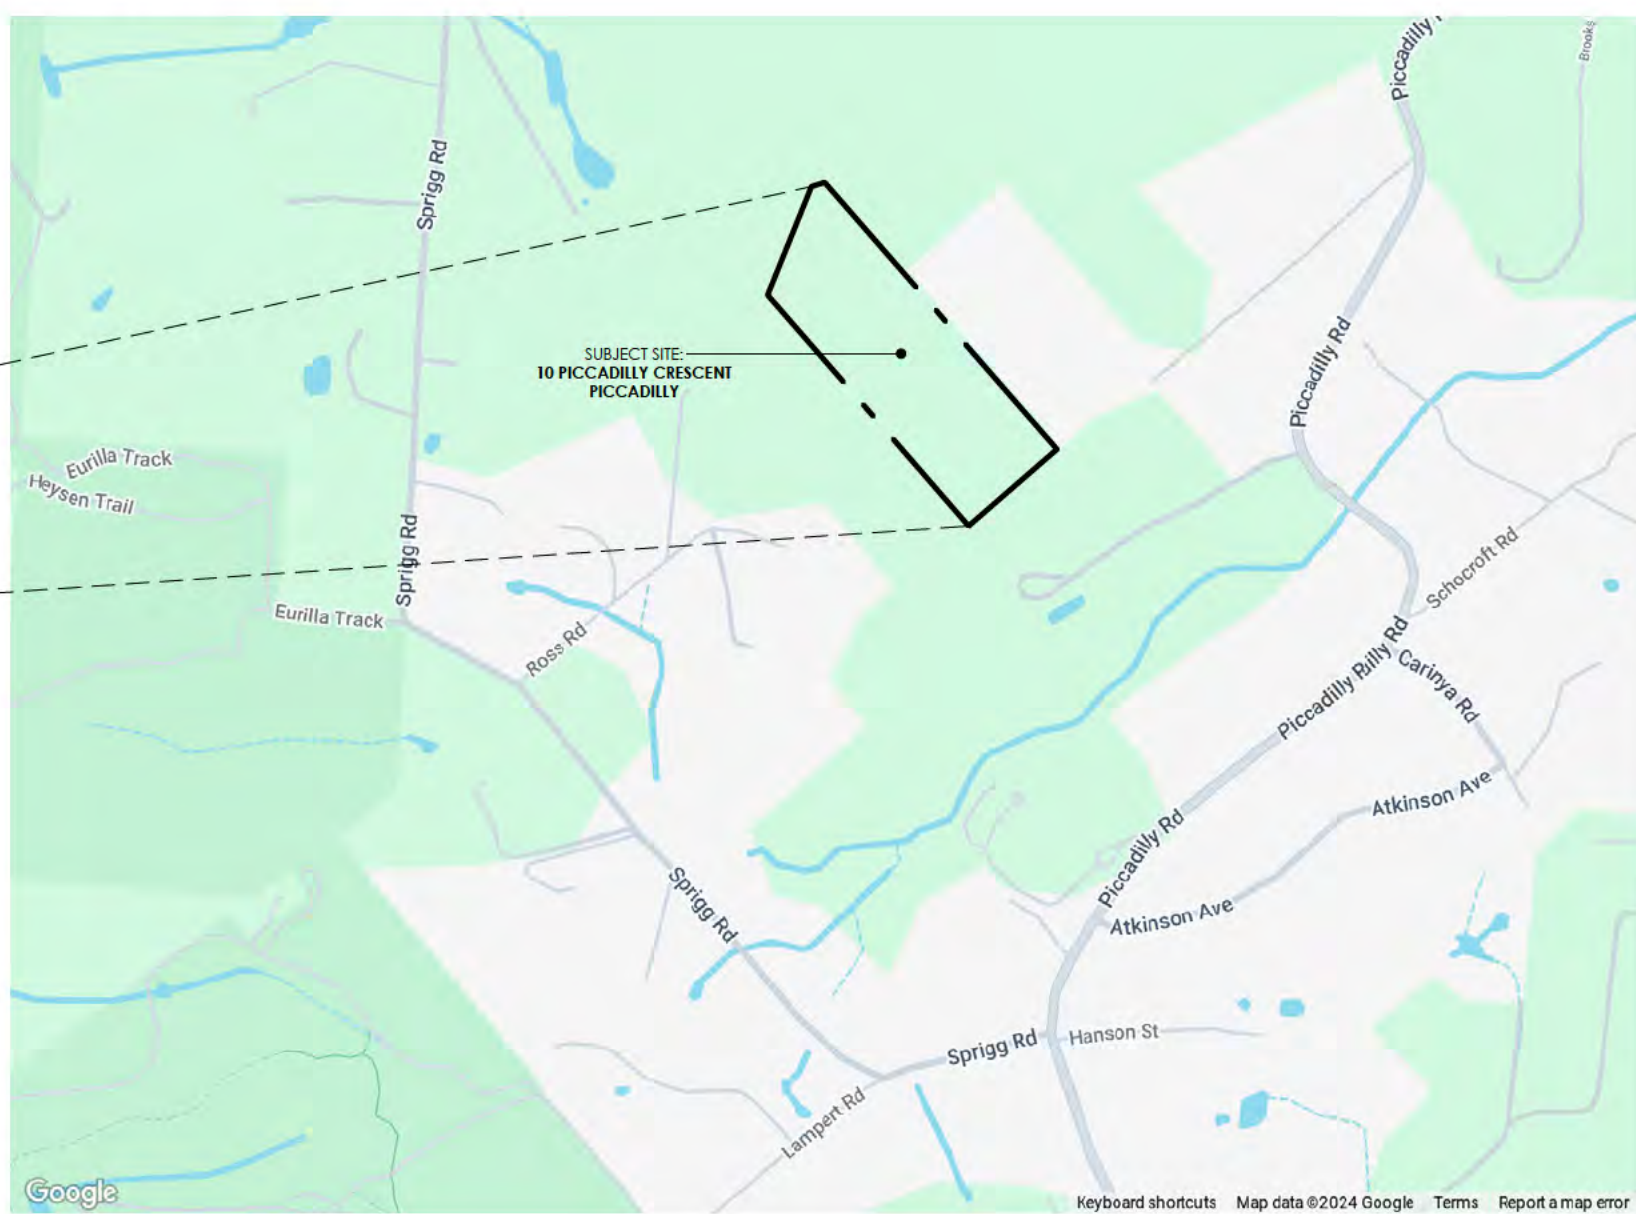 Piccadilly R
Brooks
Sprigg Rd
SUBJECT SITE:
10 PICCADILLY CRESCENT
PICCADILLY
Piccadilly Rd
Eurilla Track
Heysen Trail
Sprigg Rd
Schocroft Rd
Eurilla Track
Ross Rd
Piccadilly Rd
Carinya Rd
Atkinson Ave
Piccadilly Rd
Sprigg Rd
Atkinson Ave
Sprigg Rd
Hanson St
Lampert Rd
Google
Keyboard shortcuts Map data ©2024 Google Terms Report a map error